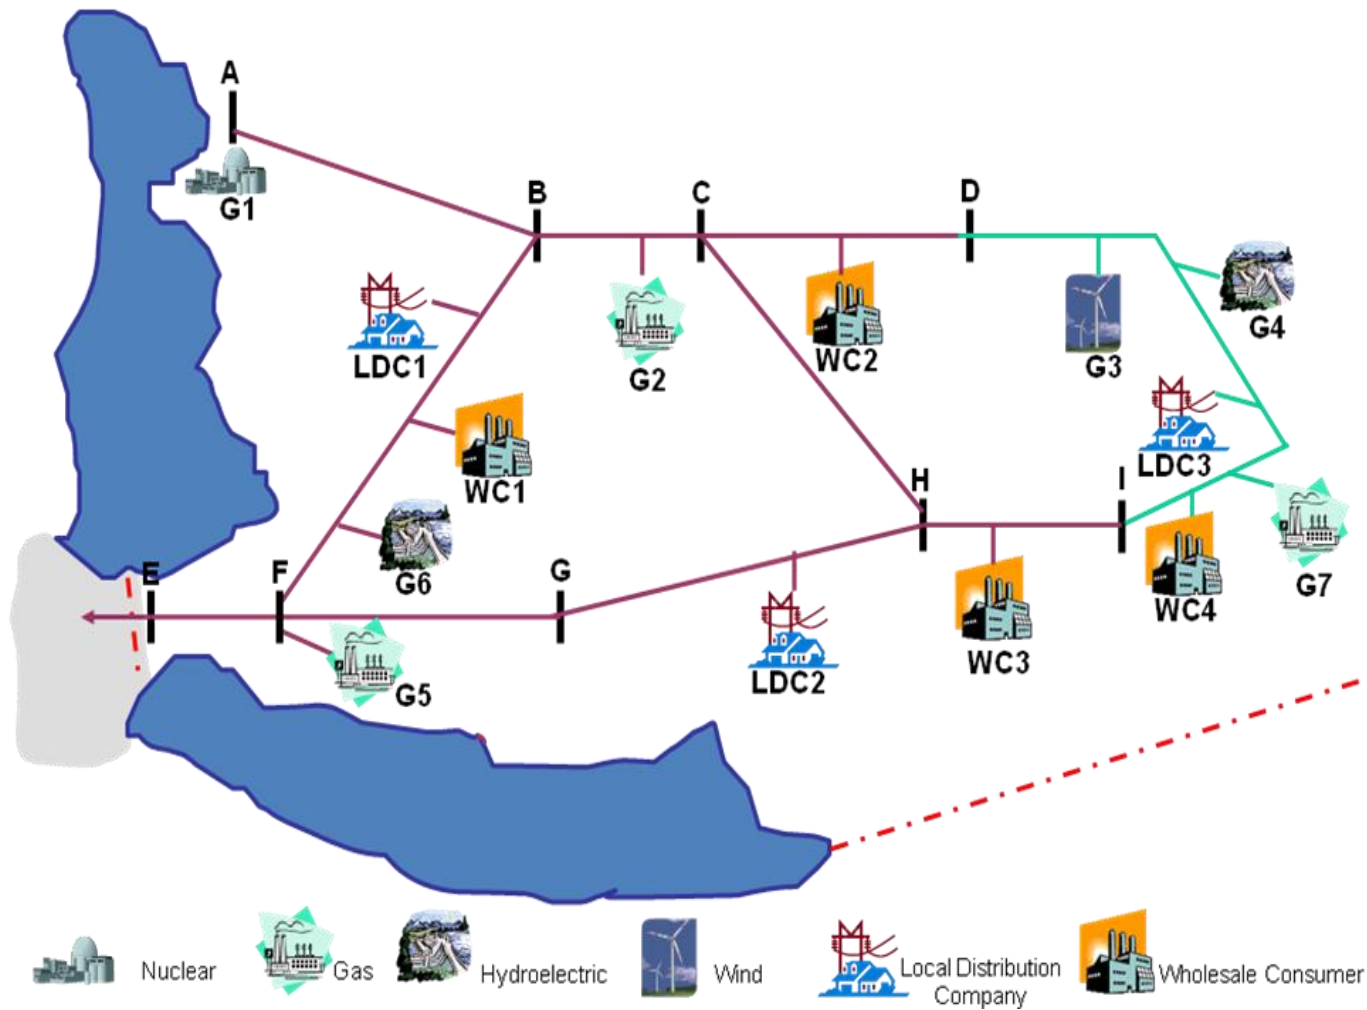 A
G1
B
C
D
LDC1
G2
WC2
G3
G4
WC1
LDC3
H
I
G6
E
F
G
G5
LDC2
WC3
WC4
G7
Nuclear
Gas
Hydroelectric
Wind
Local Distribution
Company
Wholesale Consumer